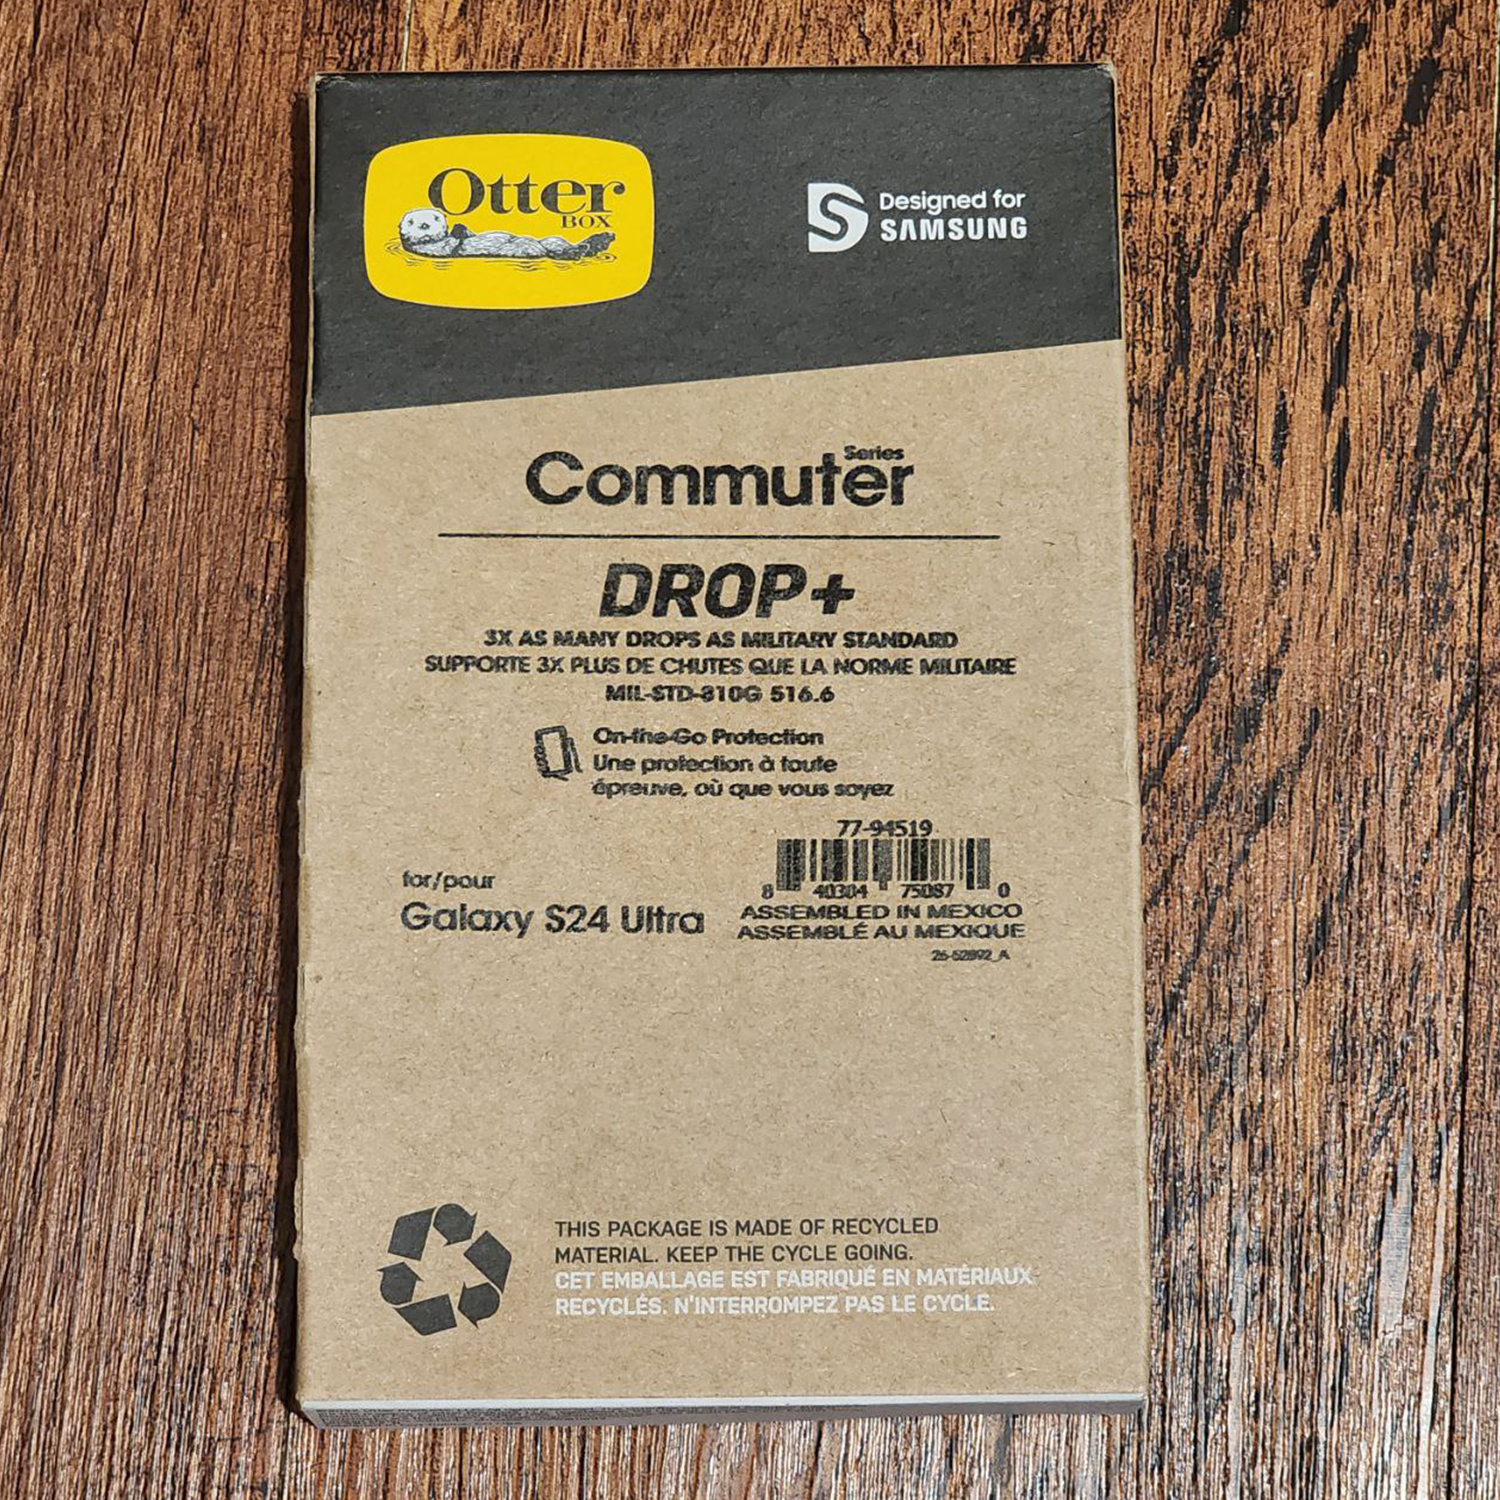 Otter
BOX
Designed for
SAMSUNG
Commuter Series
DROP+
3X AS MANY DROPS AS MILITARY STANDARD
SUPPORTE 3X PLUS DE CHUTES QUE LA NORME MILITAIRE
MIL-STD-810G 516.6
On-the-Go Protection
Une protection à toute
épreuve, où que vous soyez
77-94519
8 40304 75087 0
for/pour
Galaxy S24 Ultra
ASSEMBLED IN MEXICO
ASSEMBLÉ AU MEXIQUE
26-52892_A
THIS PACKAGE IS MADE OF RECYCLED
MATERIAL. KEEP THE CYCLE GOING.
CET EMBALLAGE EST FABRIQUÉ EN MATÉRIAUX
RECYCLÉS. N'INTERROMPEZ PAS LE CYCLE.